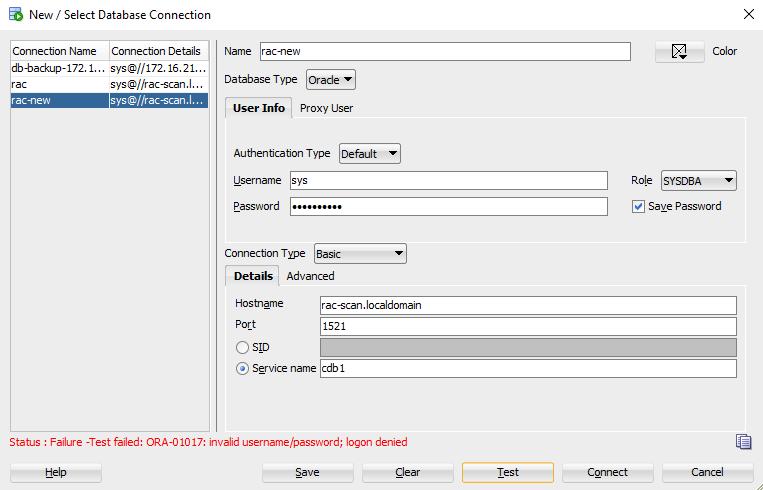 New / Select Database Connection
Connection Name Connection Details
db-backup-172.1... sys@//172.16.21...
rac sys@//rac-scan.l...
rac-new sys@//rac-scan.l...
Name rac-new Color
Database Type Oracle
User Info Proxy User
Authentication Type Default
Username sys Role SYSDBA
Password •••••••••• Save Password
Connection Type Basic
Details Advanced
Hostname rac-scan.localdomain
Port 1521
SID
Service name cdb1
Status : Failure -Test failed: ORA-01017: invalid username/password; logon denied
Help Save Clear Test Connect Cancel